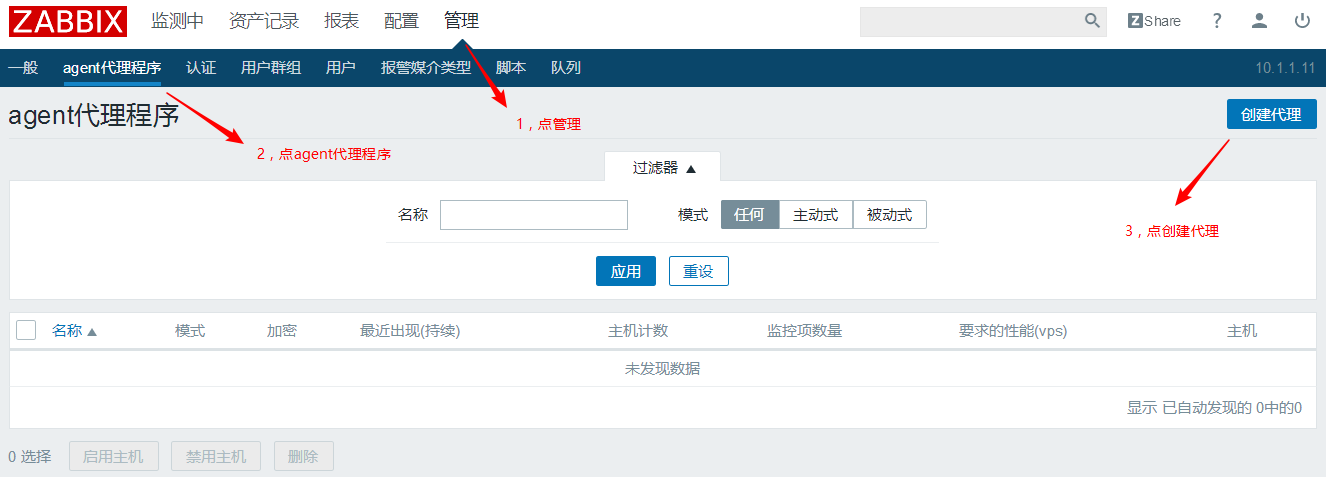 ZABBIX 监测中 资产记录 报表 配置 管理 Z Share ?
一般 agent代理程序 认证 用户群组 用户 报警媒介类型 脚本 队列 10.1.1.11
agent代理程序 创建代理
1，点管理
2，点agent代理程序
过滤器 ▲
名称 模式 任何 主动式 被动式
3，点创建代理
应用 重设
名称 ▲ 模式 加密 最近出现(持续) 主机计数 监控项数量 要求的性能(vps) 主机
未发现数据
显示 已自动发现的 0中的0
0 选择 启用主机 禁用主机 删除